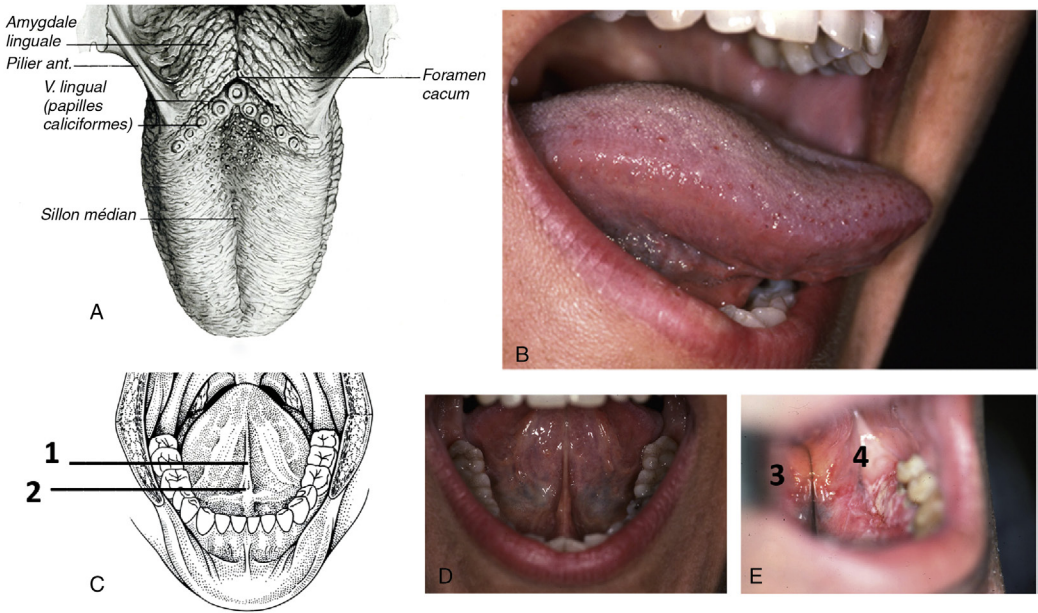 Amygdale
linguale
Pilier ant.
V. lingual
(papilles
caliciformes)
Foramen
cacum
Sillon médian
A
B
1
2
C
D
3
4
E